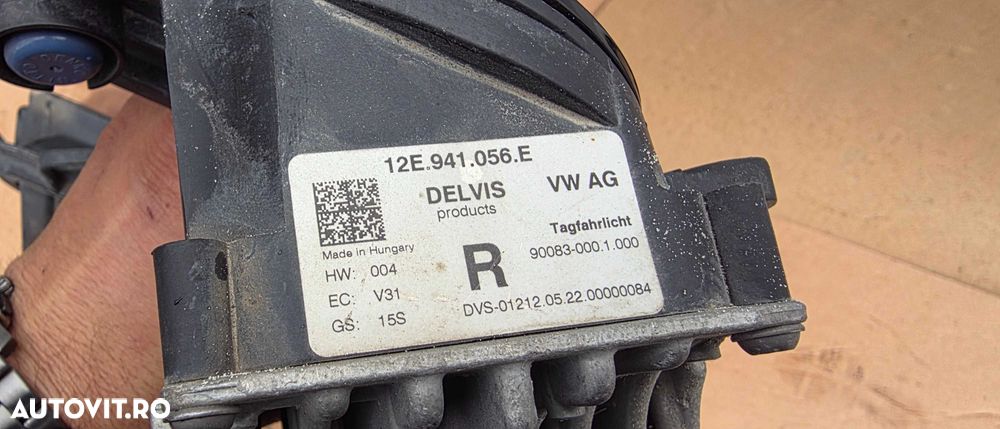 12E.941.056.E
DELVIS
products
VW AG
Tagfahrlicht
90083-000.1.000
Made in Hungary
HW: 004
R
EC: V31
DVS-01212.05.22.00000084
GS: 15S
AUTOVIT.RO